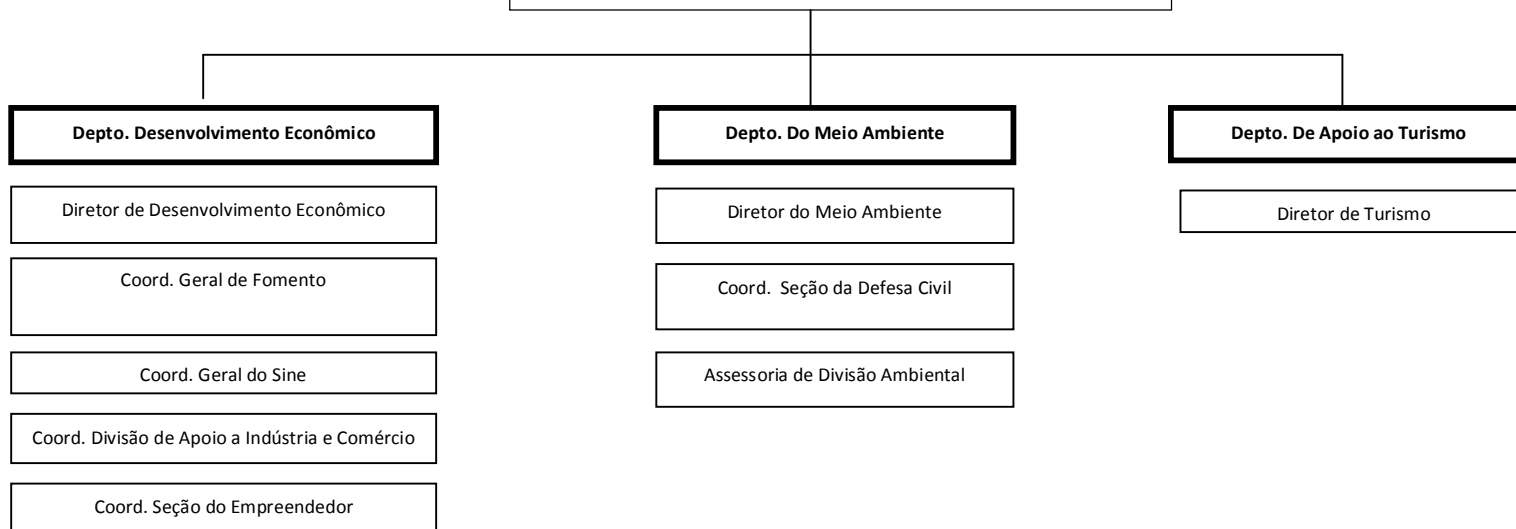 Depto. Desenvolvimento Econômico
Diretor de Desenvolvimento Econômico
Coord. Geral de Fomento
Coord. Geral do Sine
Coord. Divisão de Apoio a Indústria e Comércio
Coord. Seção do Empreendedor
Depto. Do Meio Ambiente
Diretor do Meio Ambiente
Coord.  Seção da Defesa Civil
Assessoria de Divisão Ambiental
Depto. De Apoio ao Turismo
Diretor de Turismo